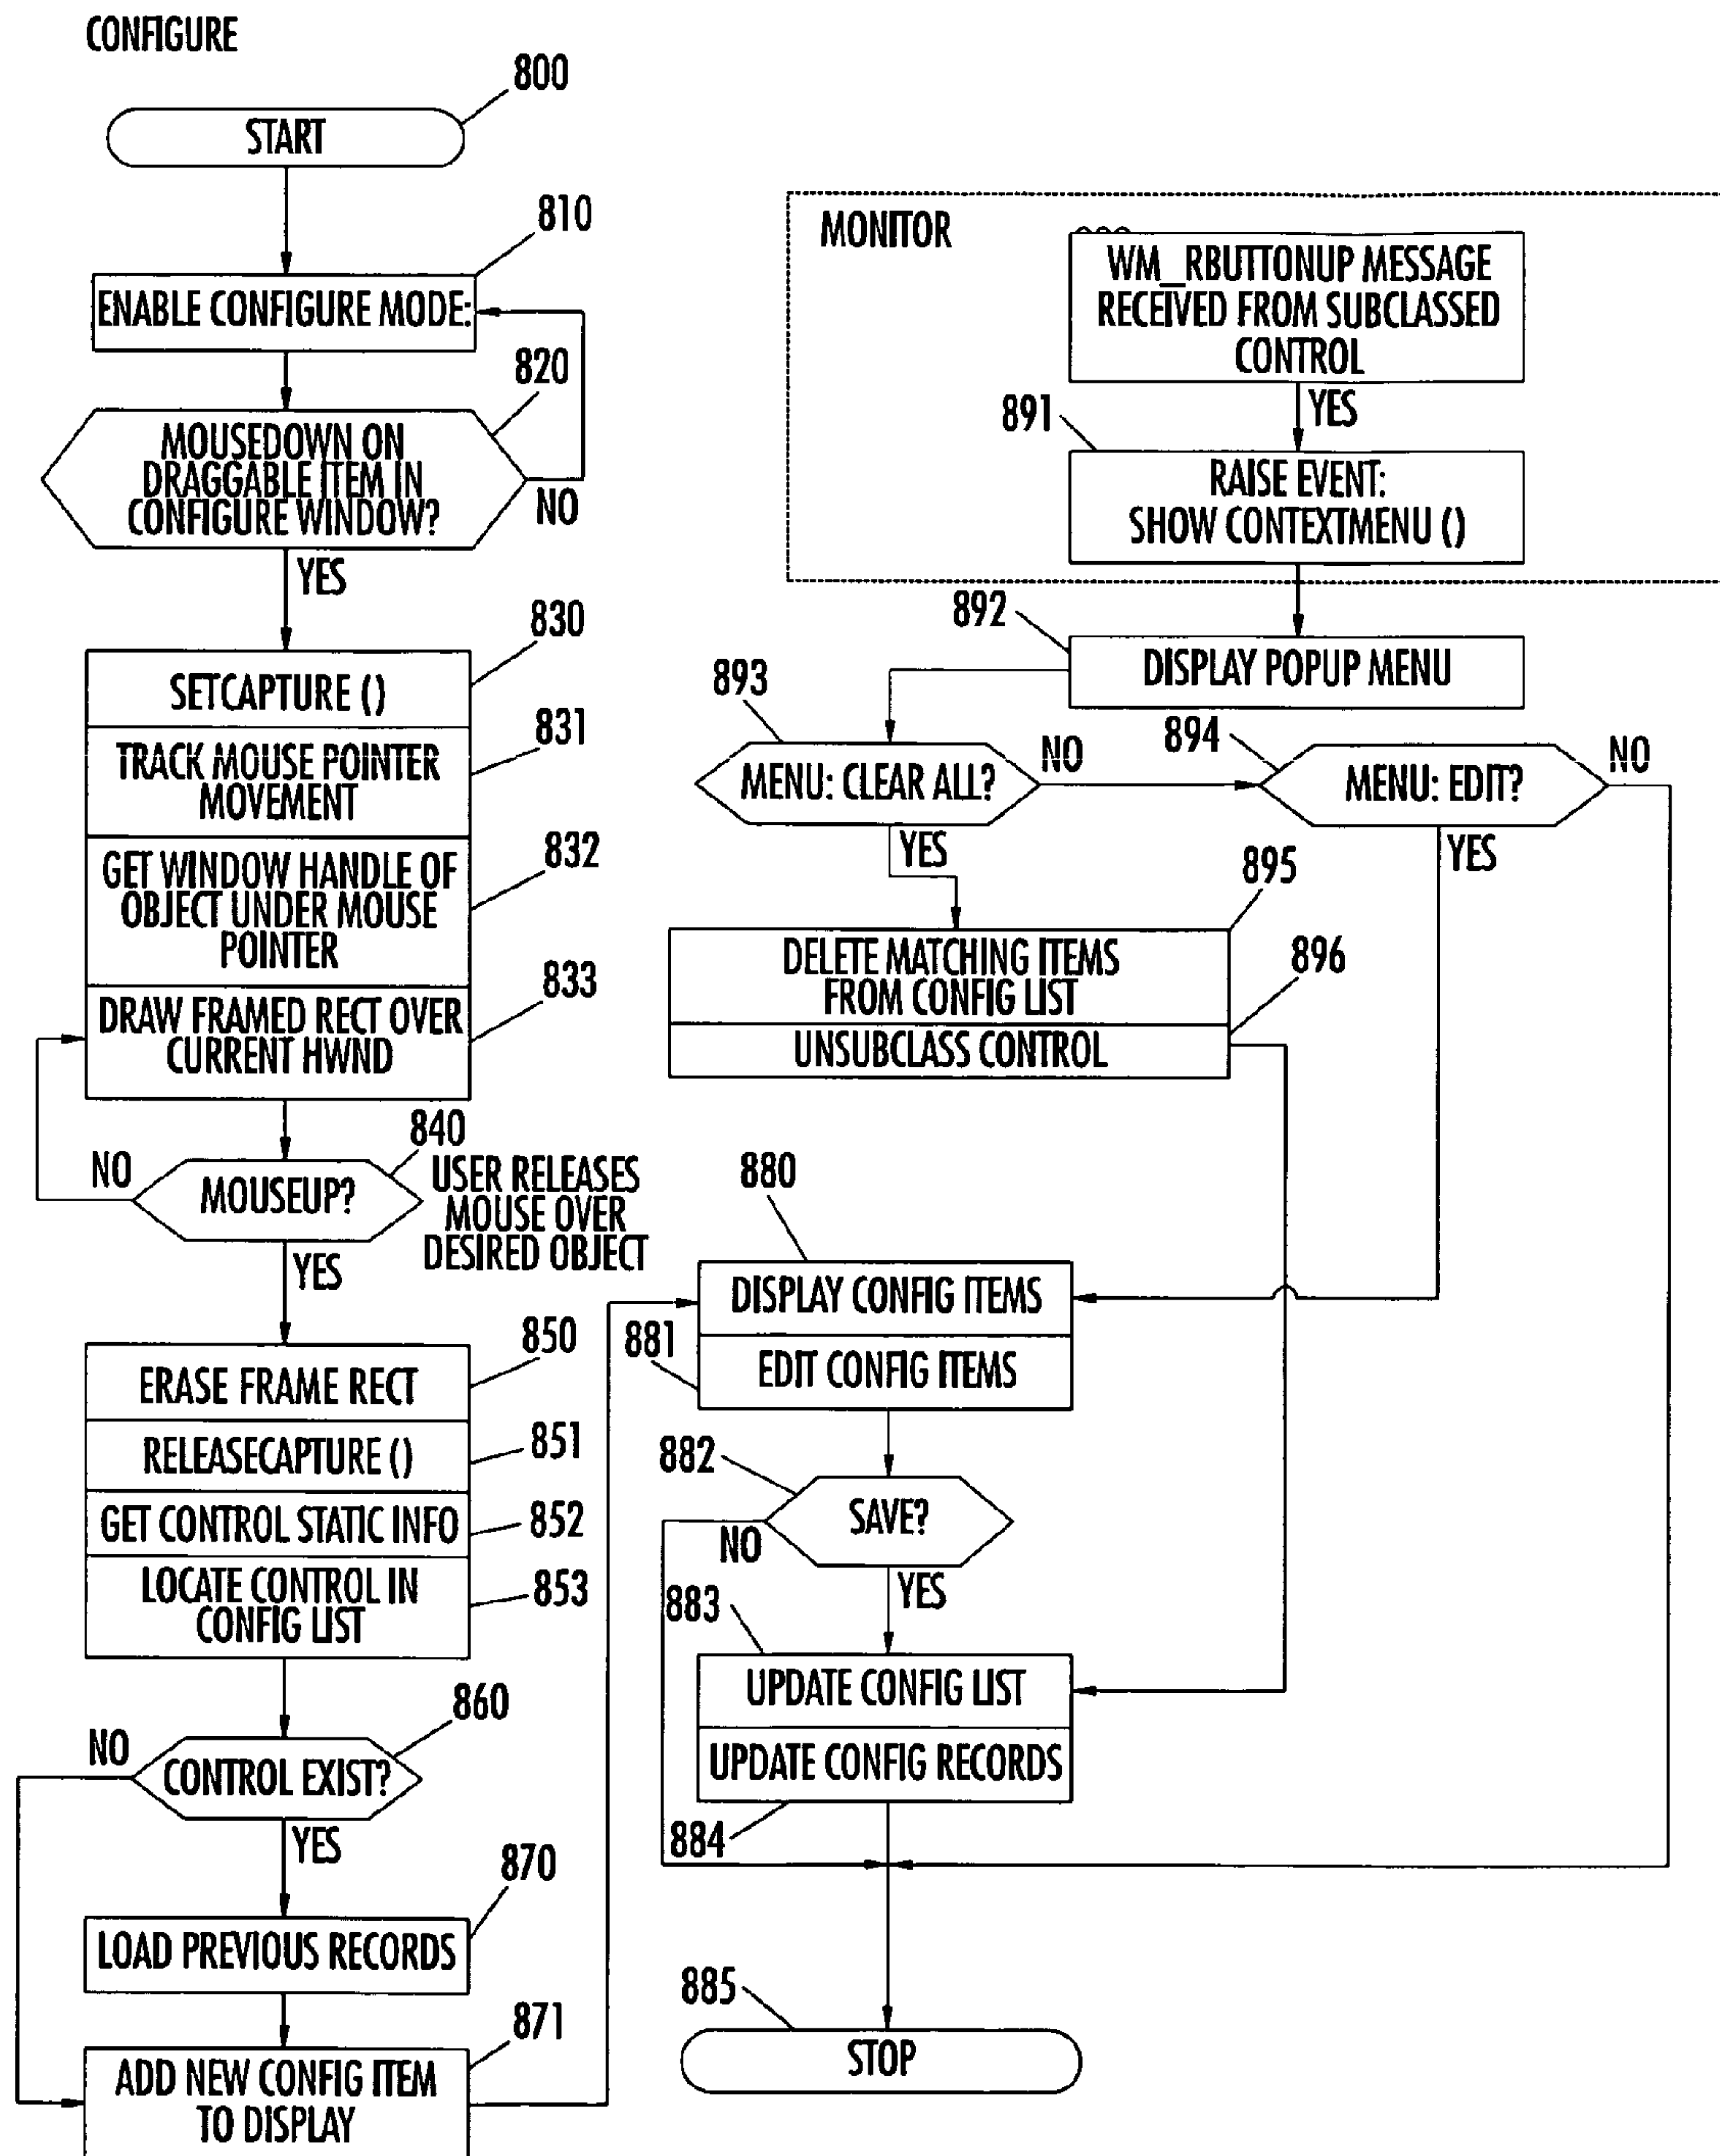 CONFIGURE
800
START
810
ENABLE CONFIGURE MODE:
820
MOUSEDOWN ON
DRAGGABLE ITEM IN
CONFIGURE WINDOW?
NO
YES
830
SETCAPTURE ()
831
TRACK MOUSE POINTER
MOVEMENT
832
GET WINDOW HANDLE OF
OBJECT UNDER MOUSE
POINTER
833
DRAW FRAMED RECT OVER
CURRENT HWND
840
NO
MOUSEUP?
USER RELEASES
MOUSE OVER
DESIRED OBJECT
YES
850
ERASE FRAME RECT
851
RELEASECAPTURE ()
852
GET CONTROL STATIC INFO
853
LOCATE CONTROL IN
CONFIG LIST
860
NO
CONTROL EXIST?
YES
870
LOAD PREVIOUS RECORDS
871
ADD NEW CONFIG ITEM
TO DISPLAY
MONITOR
WM_RBUTTONUP MESSAGE
RECEIVED FROM SUBCLASSED
CONTROL
YES
891
RAISE EVENT:
SHOW CONTEXTMENU ()
892
DISPLAY POPUP MENU
893
MENU: CLEAR ALL?
NO
894
MENU: EDIT?
NO
YES
YES
895
DELETE MATCHING ITEMS
FROM CONFIG LIST
896
UNSUBCLASS CONTROL
880
DISPLAY CONFIG ITEMS
881
EDIT CONFIG ITEMS
882
SAVE?
NO
YES
883
UPDATE CONFIG LIST
UPDATE CONFIG RECORDS
884
885
STOP